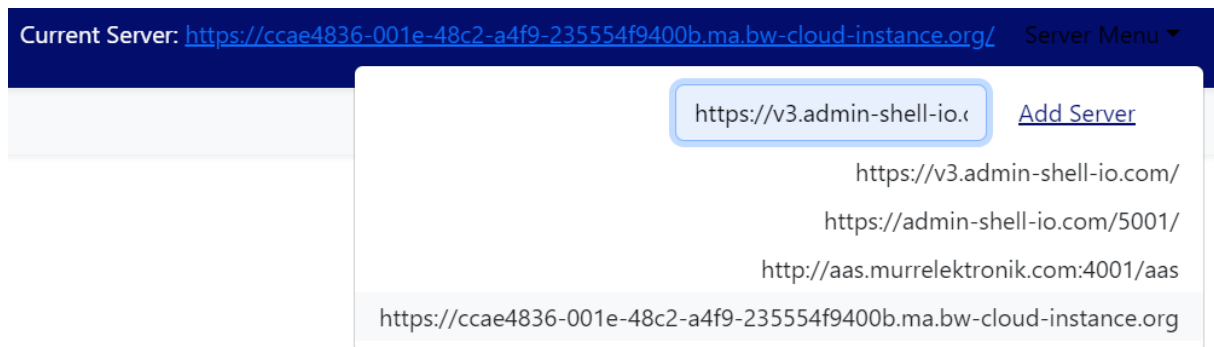 Current Server: https://ccae4836-001e-48c2-a4f9-235554f9400b.ma.bw-cloud-instance.org/ Server Menu
https://v3.admin-shell-io.c Add Server
https://v3.admin-shell-io.com/
https://admin-shell-io.com/5001/
http://aas.murrelektronik.com:4001/aas
https://ccae4836-001e-48c2-a4f9-235554f9400b.ma.bw-cloud-instance.org